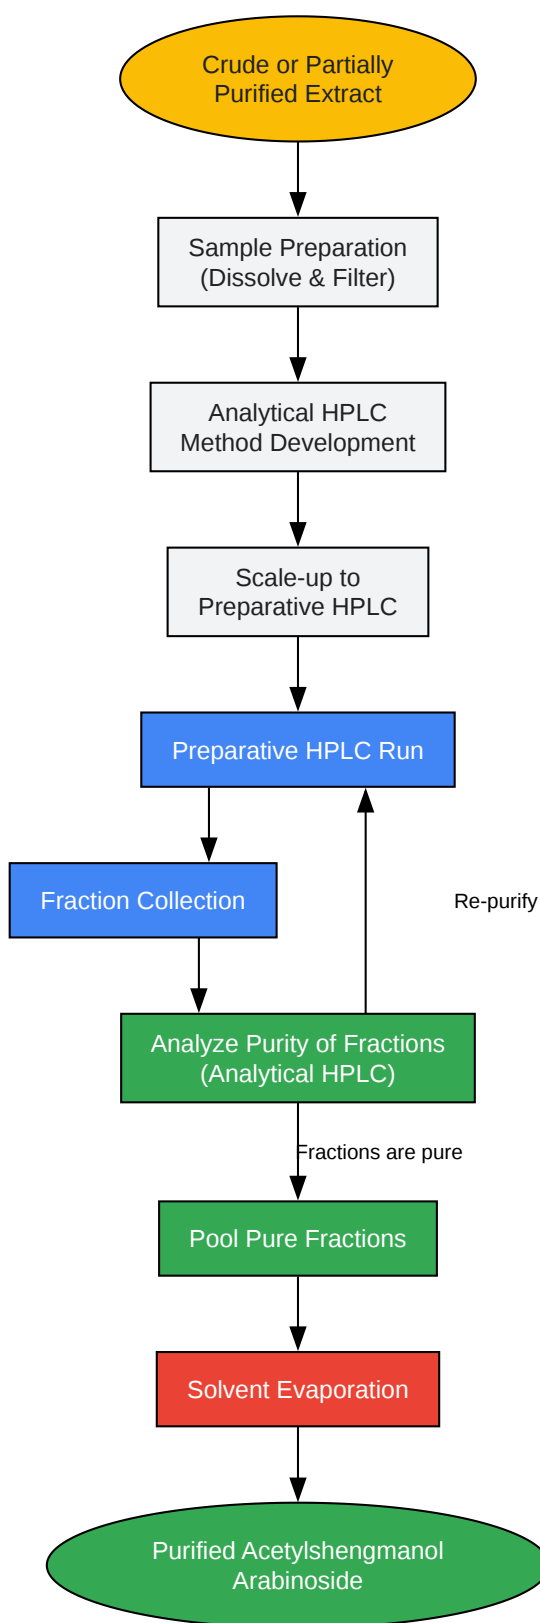 Crude or Partially
Purified Extract
Sample Preparation
(Dissolve & Filter)
Analytical HPLC
Method Development
Scale-up to
Preparative HPLC
Preparative HPLC Run
Fraction Collection
Re-purify
Analyze Purity of Fractions
(Analytical HPLC)
Fractions are pure
Pool Pure Fractions
Solvent Evaporation
Purified Acetylshengmanol
Arabinoside